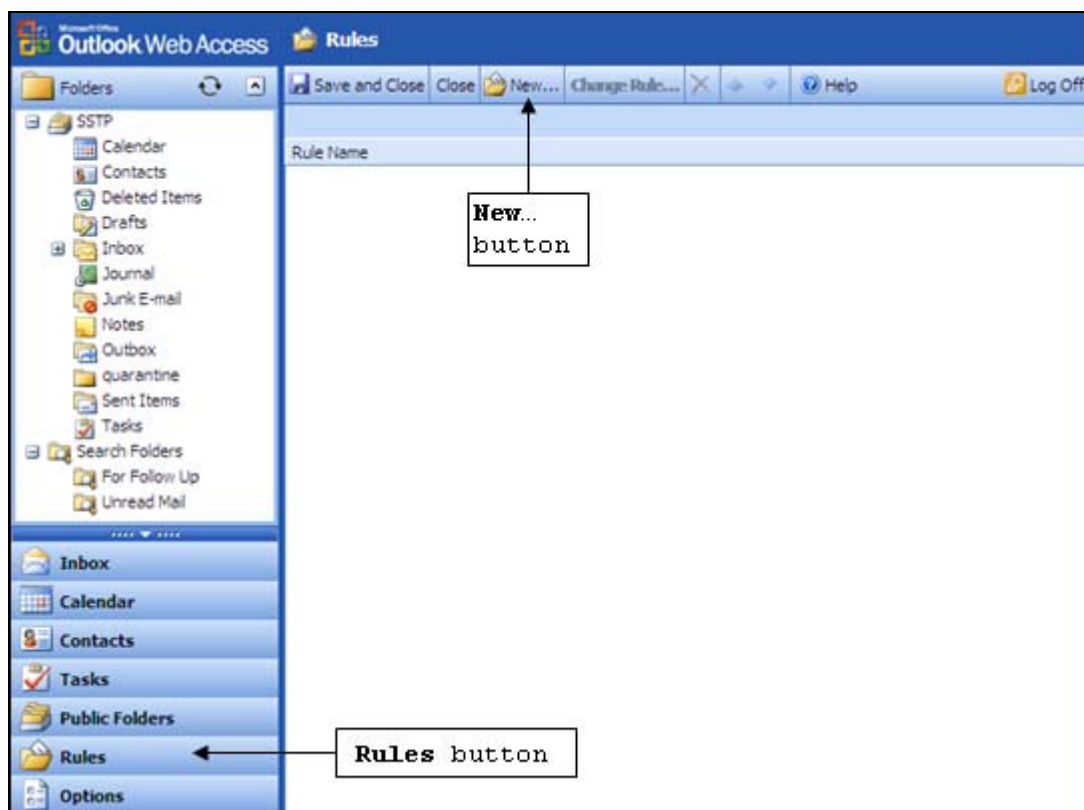 Microsoft Office
Outlook Web Access
Rules
Folders
Save and Close Close New... Change Rule... Help Log Off
SSTP
Calendar
Contacts
Deleted Items
Drafts
Inbox
Journal
Junk E-mail
Notes
Outbox
quarantine
Sent Items
Tasks
Search Folders
For Follow Up
Unread Mail
Rule Name
New...
button
Inbox
Calendar
Contacts
Tasks
Public Folders
Rules
Options
Rules button